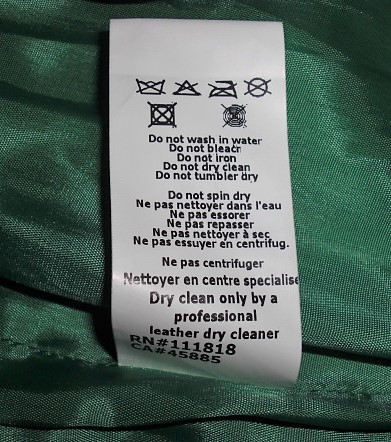 Do not wash in water
Do not bleach
Do not iron
Do not dry clean
Do not tumbler dry
Do not spin dry
Ne pas nettoyer dans l'eau
Ne pas essorer
Ne pas repasser
Ne pas nettoyer à sec
Ne pas essuyer en centrifug.
Ne pas centrifuger
Nettoyer en centre specialise
Dry clean only by a
professional
leather dry cleaner
RN#111818
CA#45885